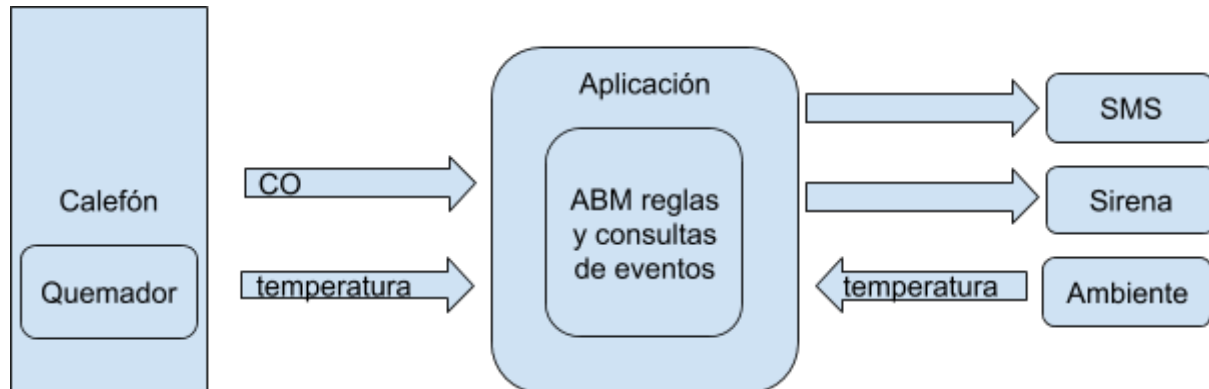 Calefón
Quemador
CO
temperatura
Aplicación
ABM reglas
y consultas
de eventos
SMS
Sirena
temperatura
Ambiente